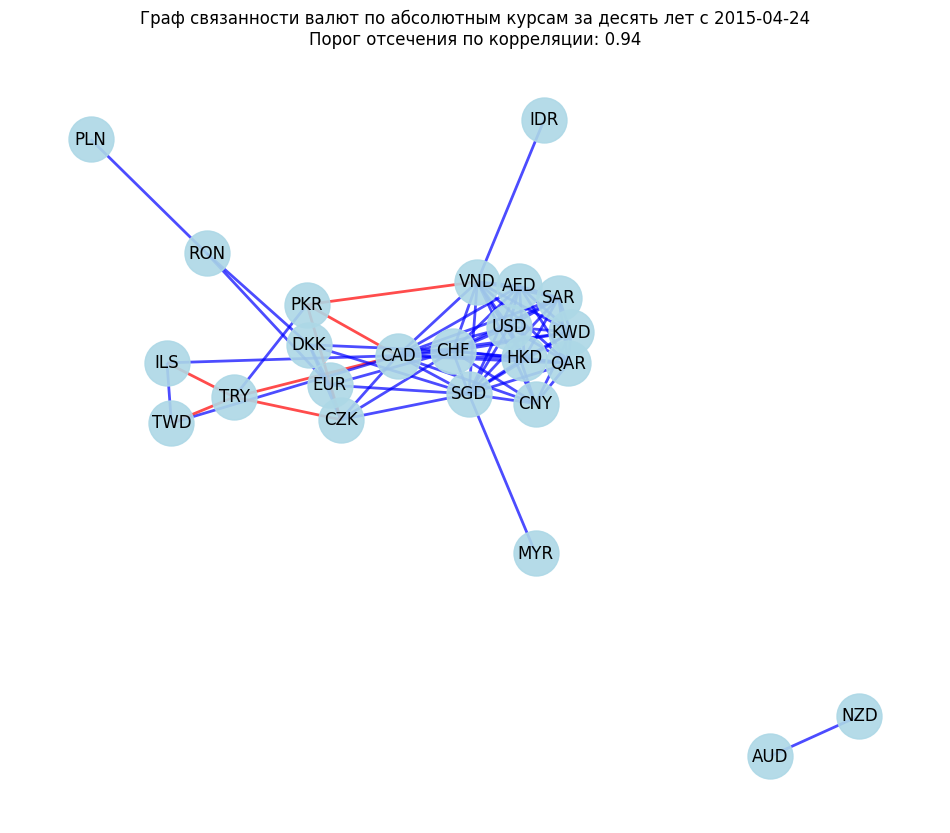 Граф связанности валют по абсолютным курсам за десять лет с 2015-04-24
Порог отсечения по корреляции: 0.94
IDR
PLN
RON
VND
AED
SAR
PKR
USD
KWD
DKK
CAD
CHF
HKD
QAR
ILS
EUR
TRY
SGD
CNY
TWD
CZK
MYR
NZD
AUD